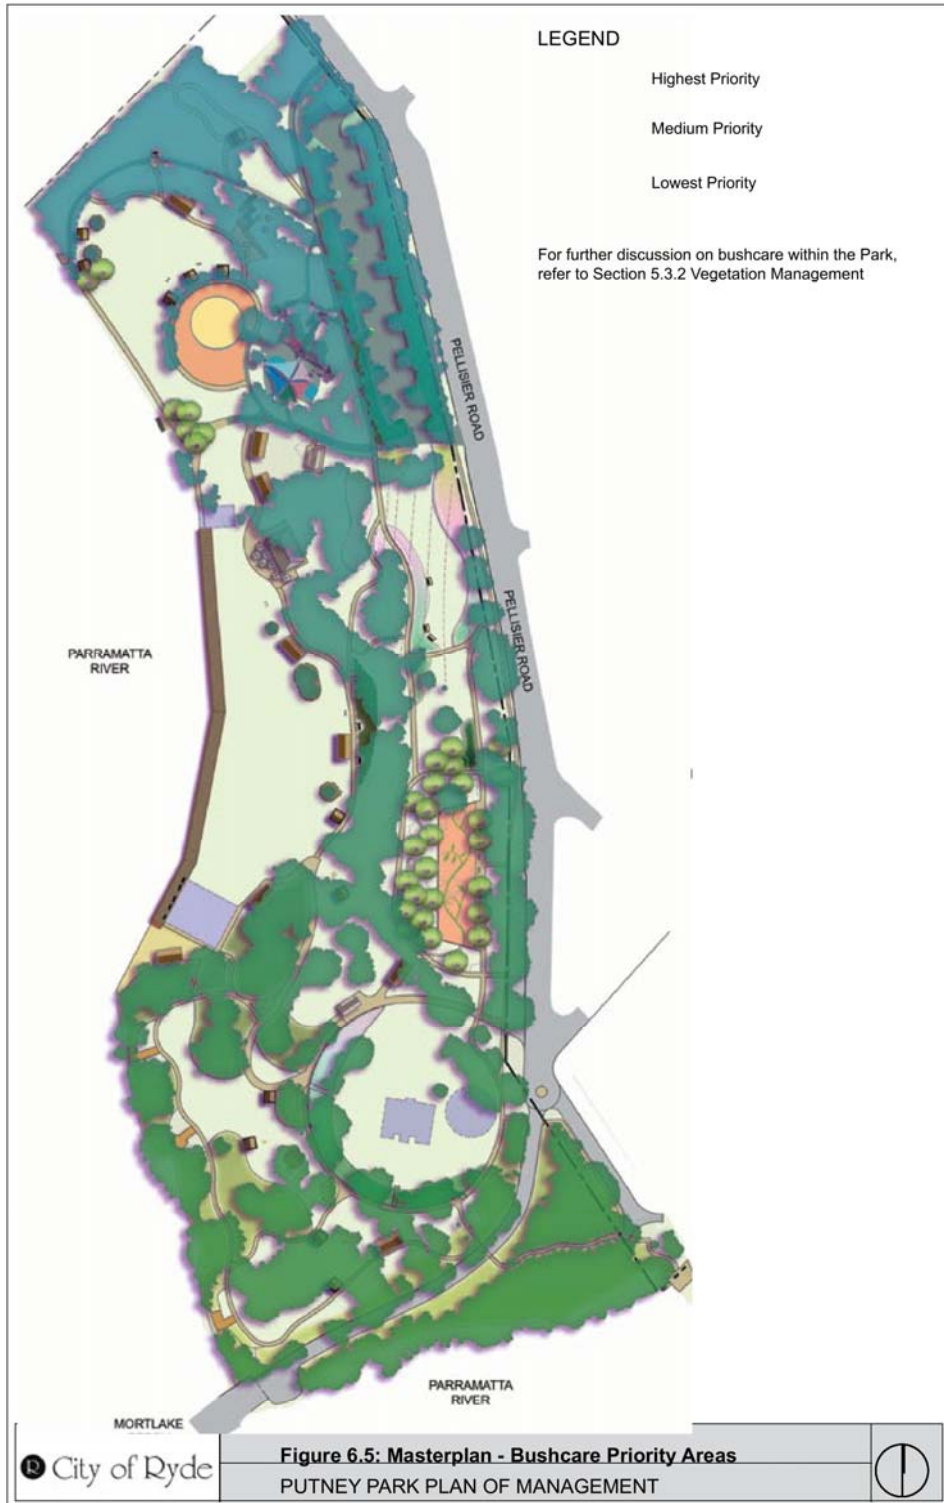 LEGEND
Highest Priority
Medium Priority
Lowest Priority
For further discussion on bushcare within the Park,
refer to Section 5.3.2 Vegetation Management
PELLISIER ROAD
PELLISIER ROAD
PARRAMATTA
RIVER
PARRAMATTA
RIVER
MORTLAKE
R City of Ryde
Figure 6.5: Masterplan - Bushcare Priority Areas
PUTNEY PARK PLAN OF MANAGEMENT